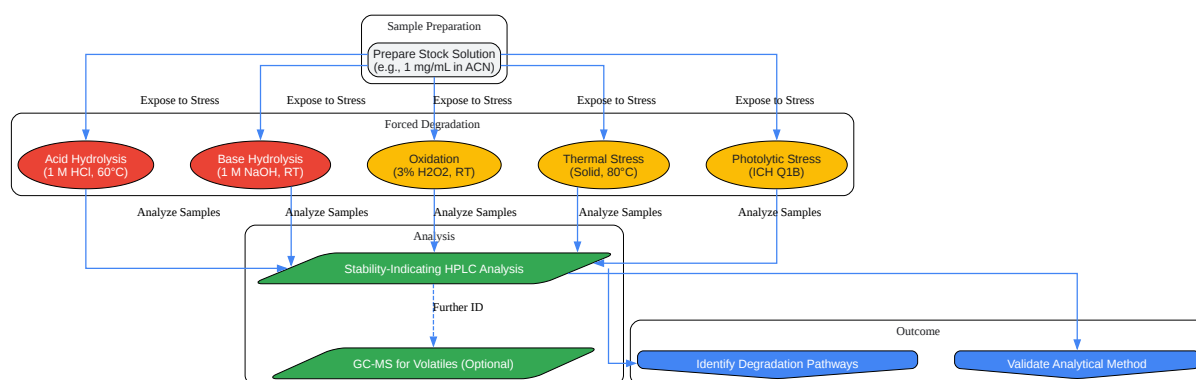 Sample Preparation
Prepare Stock Solution
(e.g., 1 mg/mL in ACN)
Expose to Stress
Expose to Stress
Expose to Stress
Expose to Stress
Forced Degradation
Acid Hydrolysis
(1 M HCl, 60°C)
Base Hydrolysis
(1 M NaOH, RT)
Oxidation
(3% H2O2, RT)
Thermal Stress
(Solid, 80°C)
Photolytic Stress
(ICH Q1B)
Analyze Samples
Analyze Samples
Analyze Samples
Analyze Samples
Analyze Samples
Analysis
Stability-Indicating HPLC Analysis
Further ID
GC-MS for Volatiles (Optional)
Outcome
Identify Degradation Pathways
Validate Analytical Method